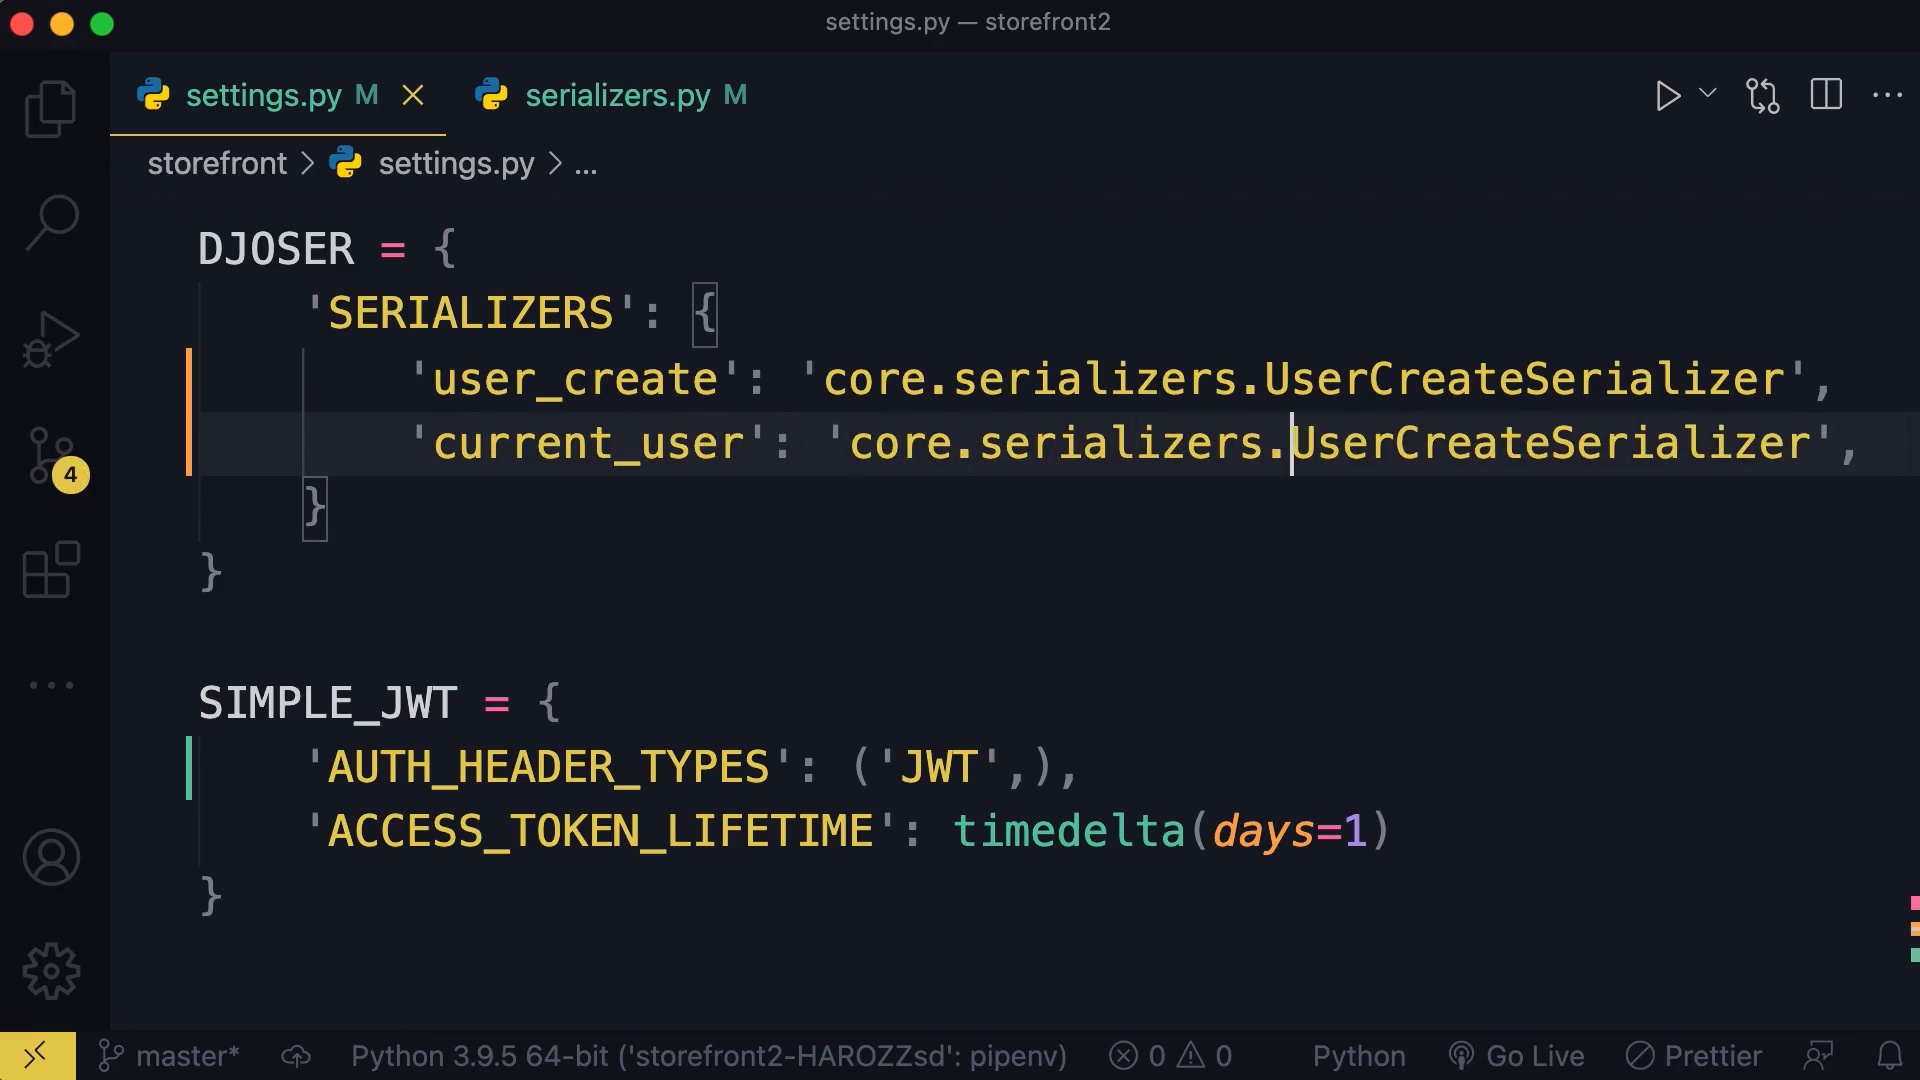 settings.py — storefront2
settings.py M
serializers.py M
storefront > settings.py > ...
DJOSER = {
'SERIALIZERS': {
'user_create': 'core.serializers.UserCreateSerializer',
'current_user': 'core.serializers.UserCreateSerializer',
}
}
SIMPLE_JWT = {
'AUTH_HEADER_TYPES': ('JWT',),
'ACCESS_TOKEN_LIFETIME': timedelta(days=1)
}
4
master* Python 3.9.5 64-bit ('storefront2-HAROZZsd': pipenv) 0 0 Python Go Live Prettier